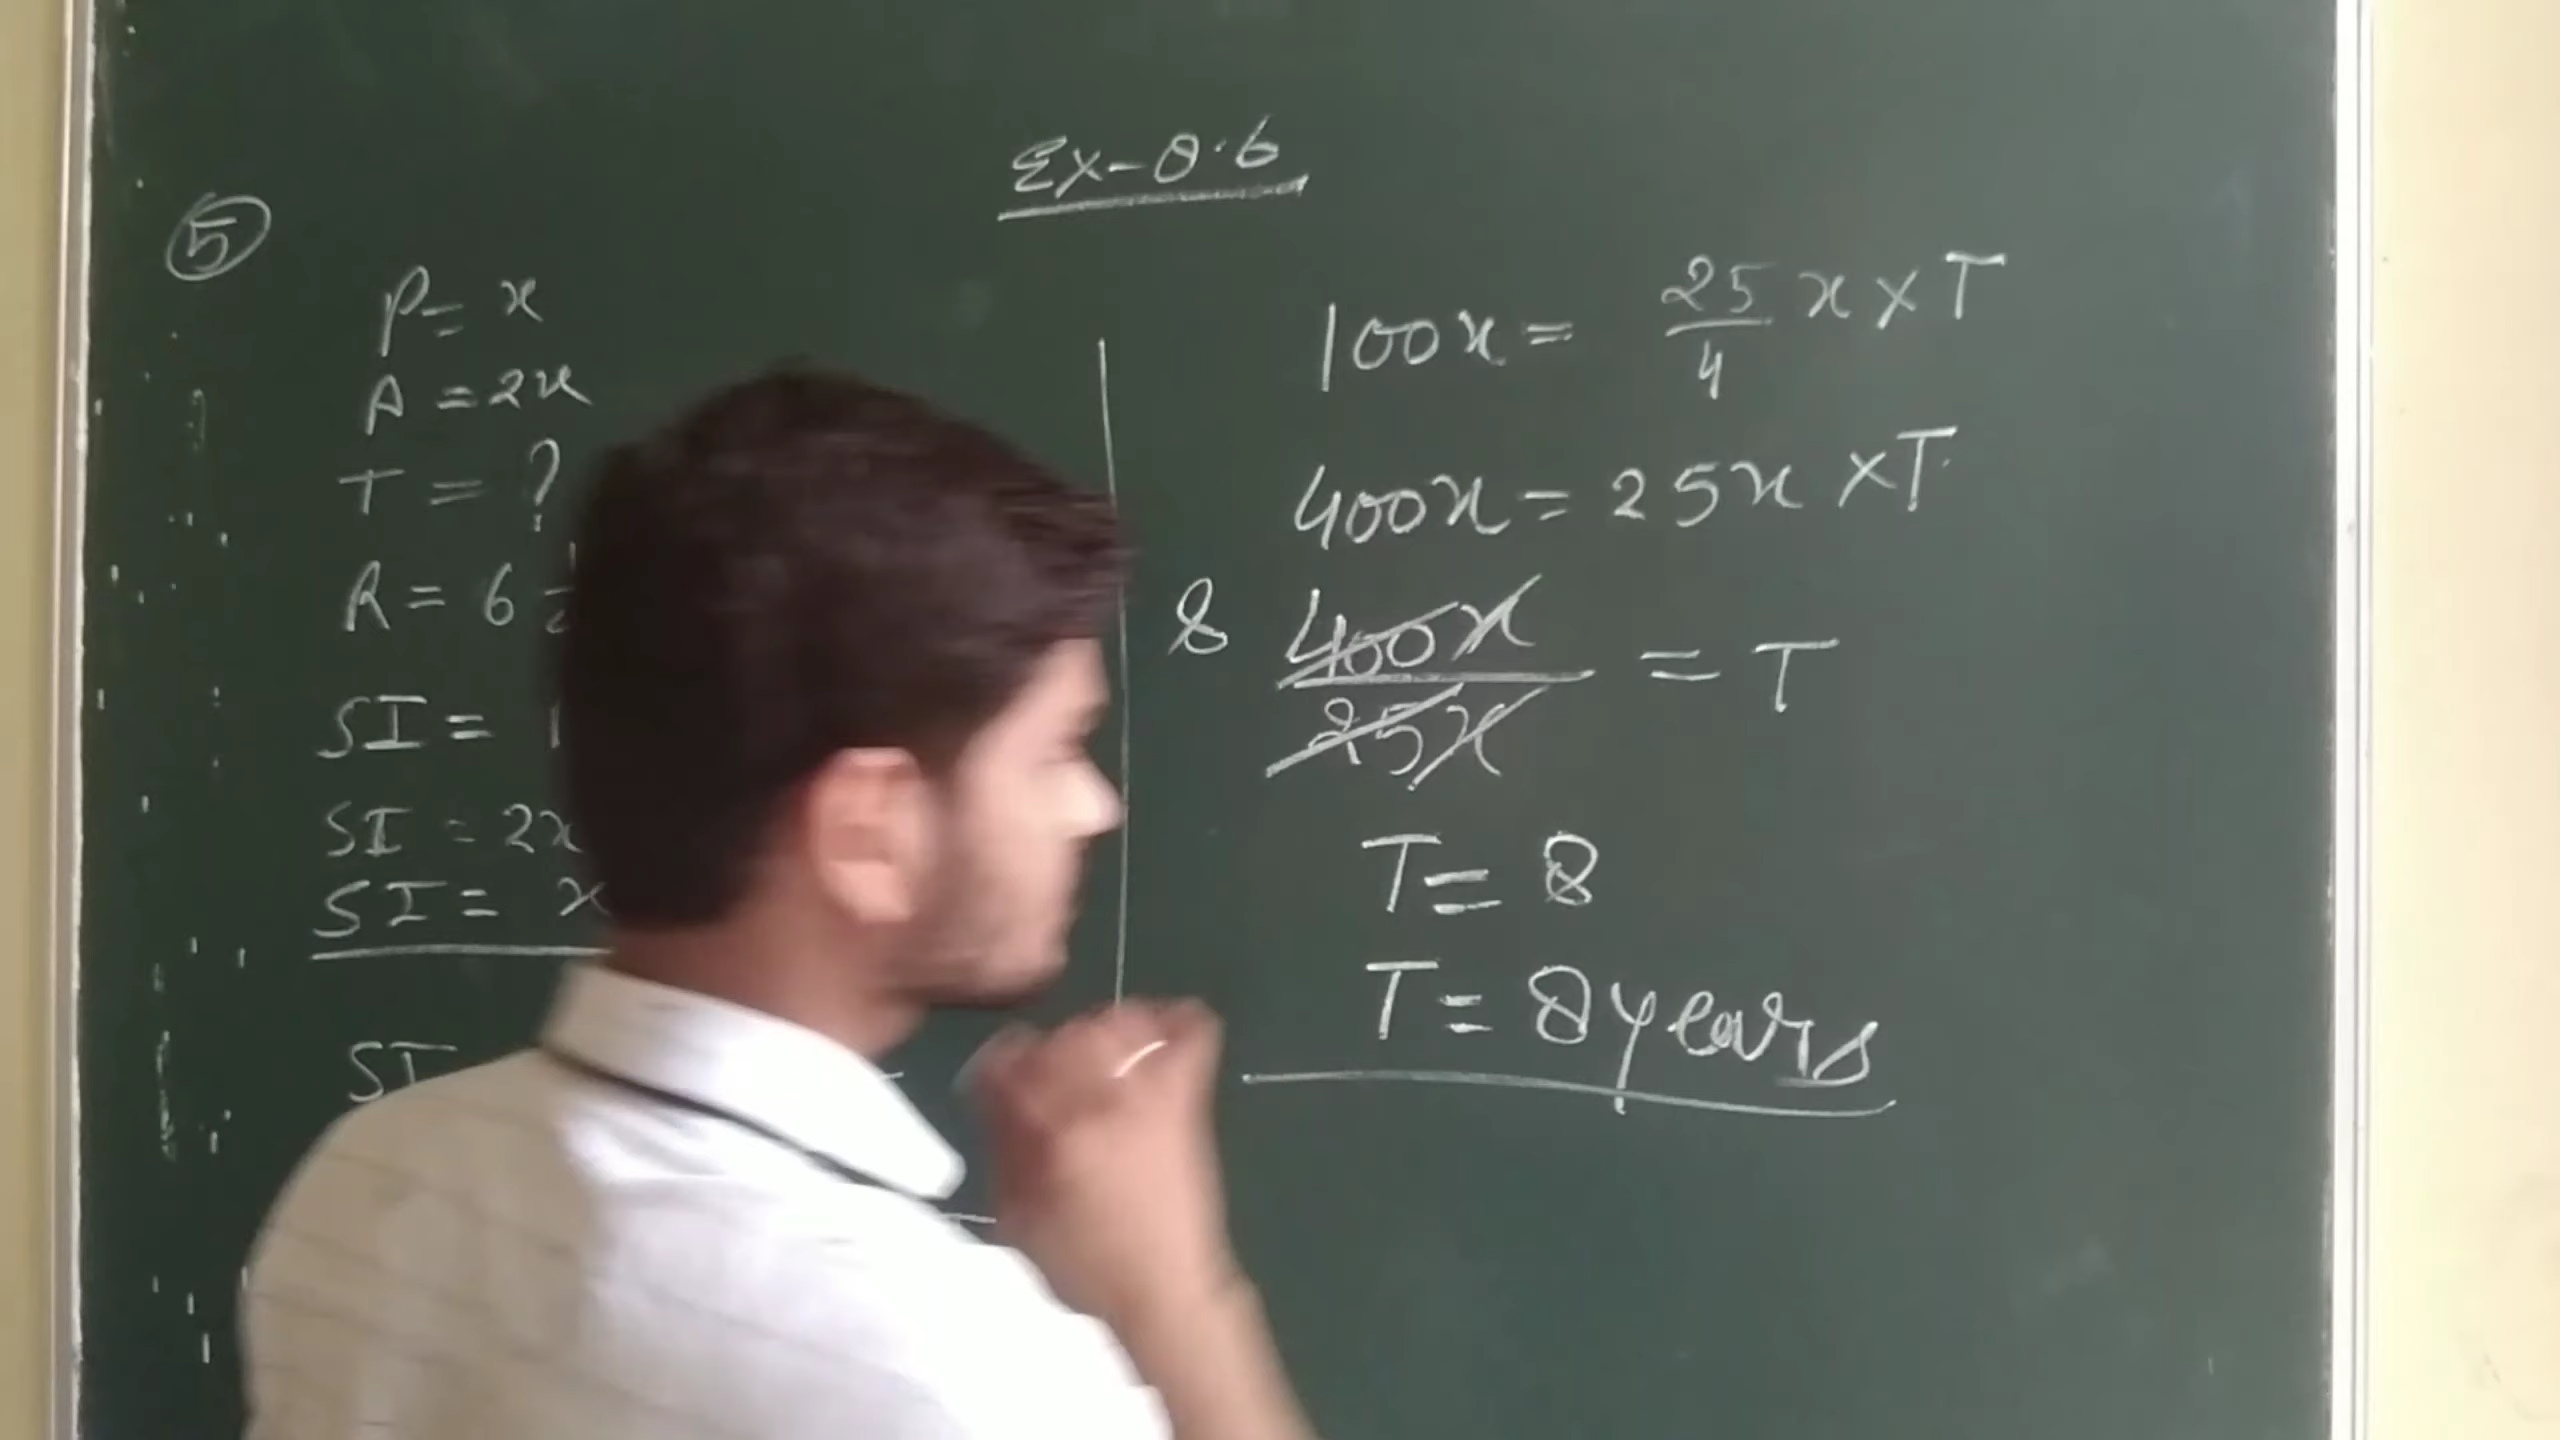 Ex-8.6
5
P= x
A = 2x
T = ?
R = 6
SI =
SI = 2x
SI = x
SI
100x = 25/4 x × T
400x = 25x × T
8 400x/25x = T
T = 8
T = 8 years